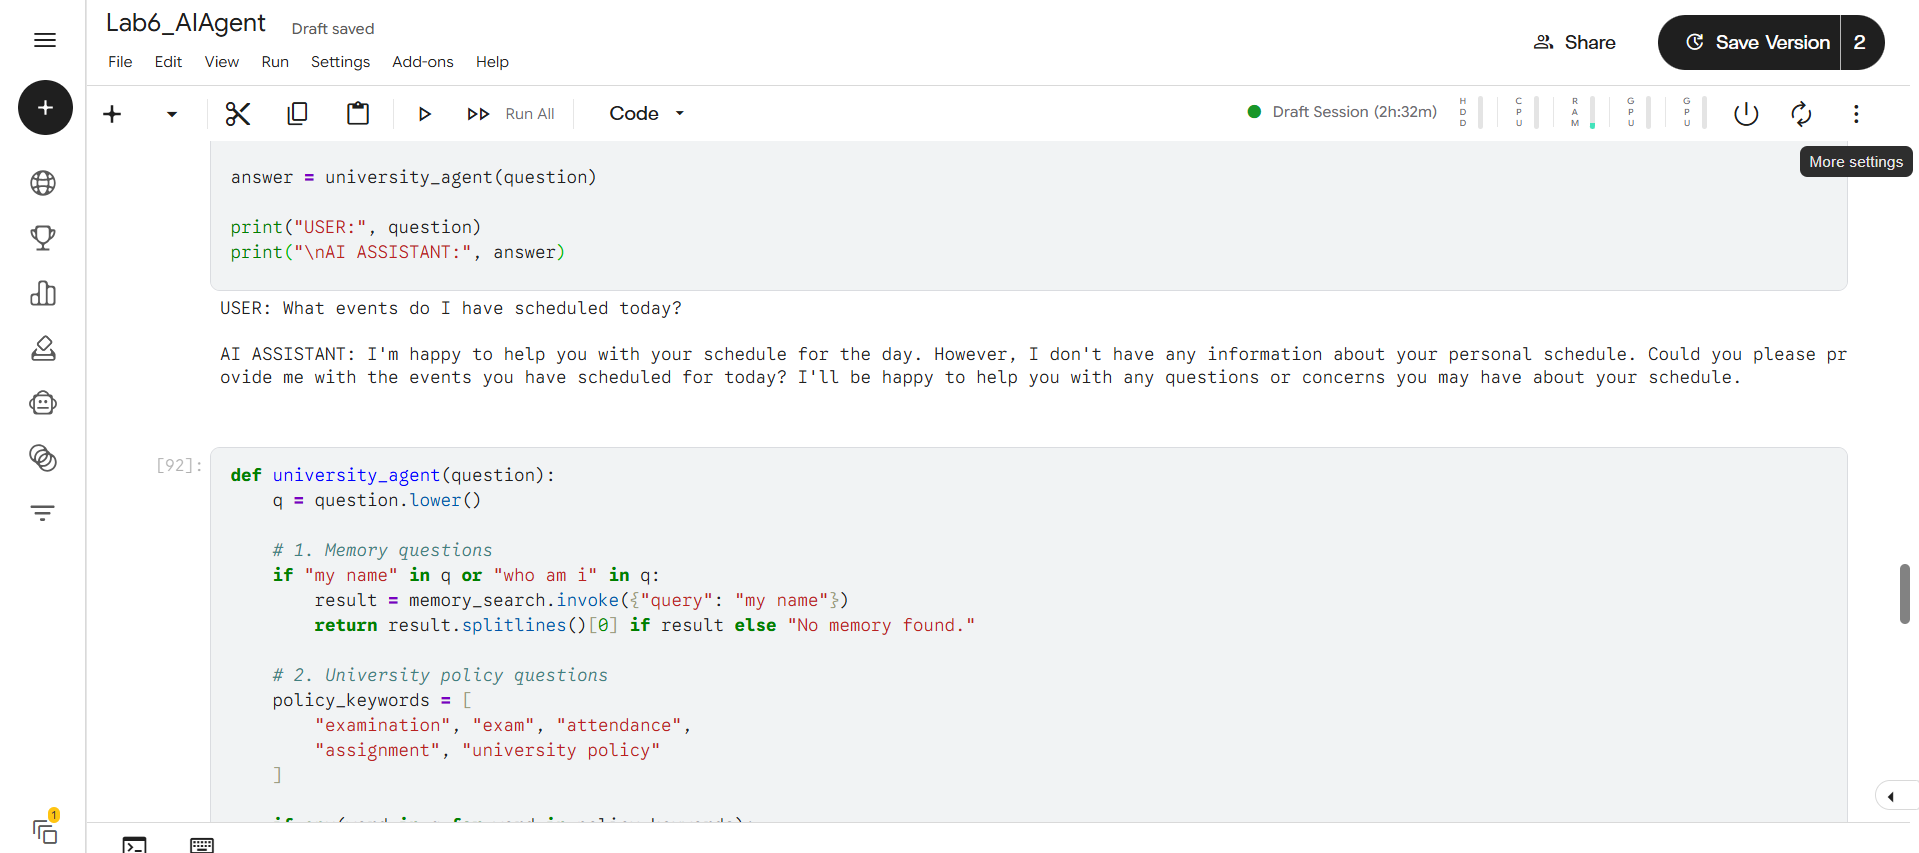 Lab6_AIAgent
Draft saved
File Edit View Run Settings Add-ons Help
Share
Save Version 2
Run All
Code
Draft Session (2h:32m)
HDD
CPU
RAM
GPU
GPU
More settings
answer = university_agent(question)
print("USER:", question)
print("\nAI ASSISTANT:", answer)
USER: What events do I have scheduled today?
AI ASSISTANT: I'm happy to help you with your schedule for the day. However, I don't have any information about your personal schedule. Could you please pr
ovide me with the events you have scheduled for today? I'll be happy to help you with any questions or concerns you may have about your schedule.
[92]:
def university_agent(question):
    q = question.lower()
    # 1. Memory questions
    if "my name" in q or "who am i" in q:
        result = memory_search.invoke({"query": "my name"})
        return result.splitlines()[0] if result else "No memory found."
    # 2. University policy questions
    policy_keywords = [
        "examination", "exam", "attendance",
        "assignment", "university policy"
    ]
1